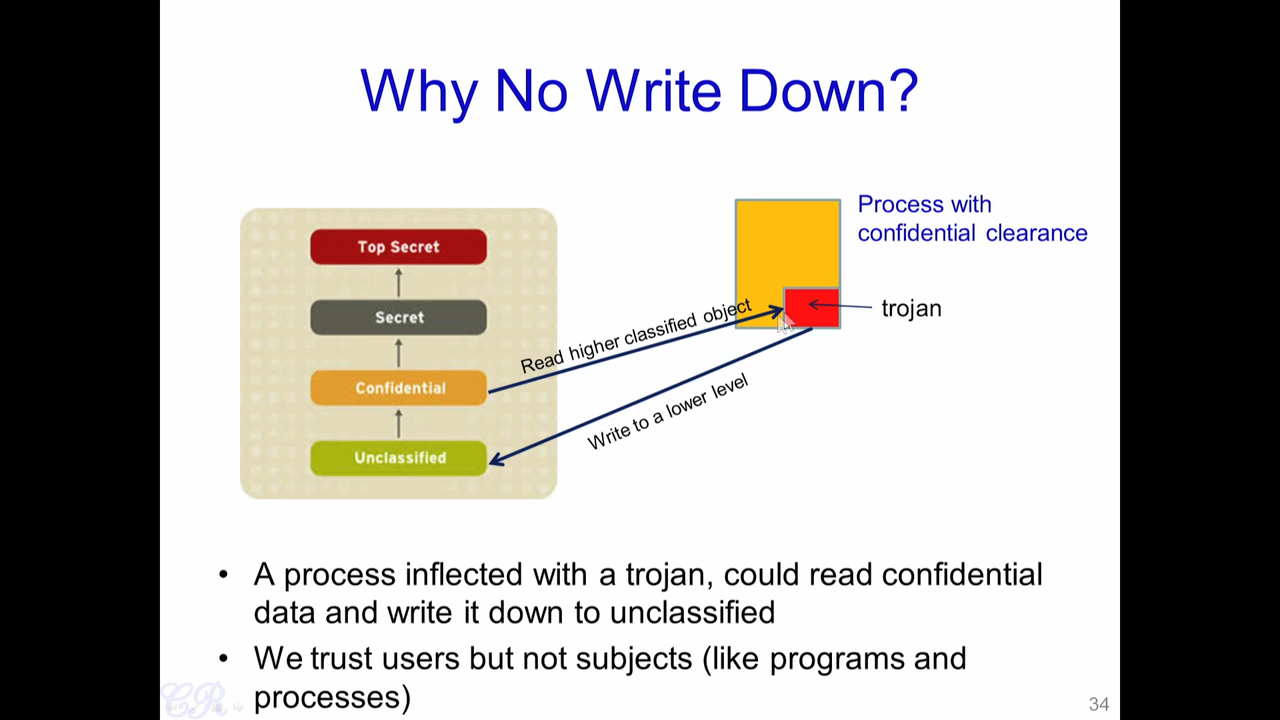 Why No Write Down?
Process with
confidential clearance
Top Secret
Secret
Confidential
Unclassified
Read higher classified object
trojan
Write to a lower level
• A process inflected with a trojan, could read confidential
data and write it down to unclassified
• We trust users but not subjects (like programs and
processes)
CR
34